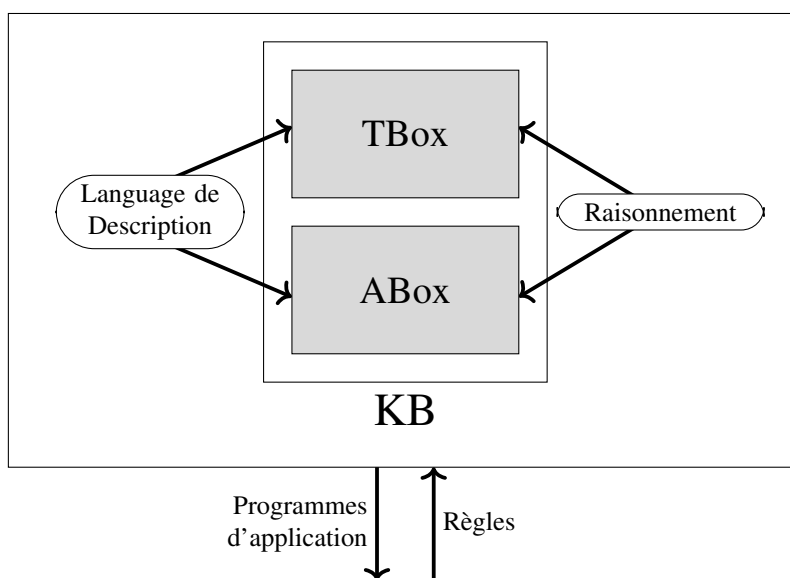 TBox
Language de
Description
Raisonnement
ABox
KB
Programmes
d'application
Règles